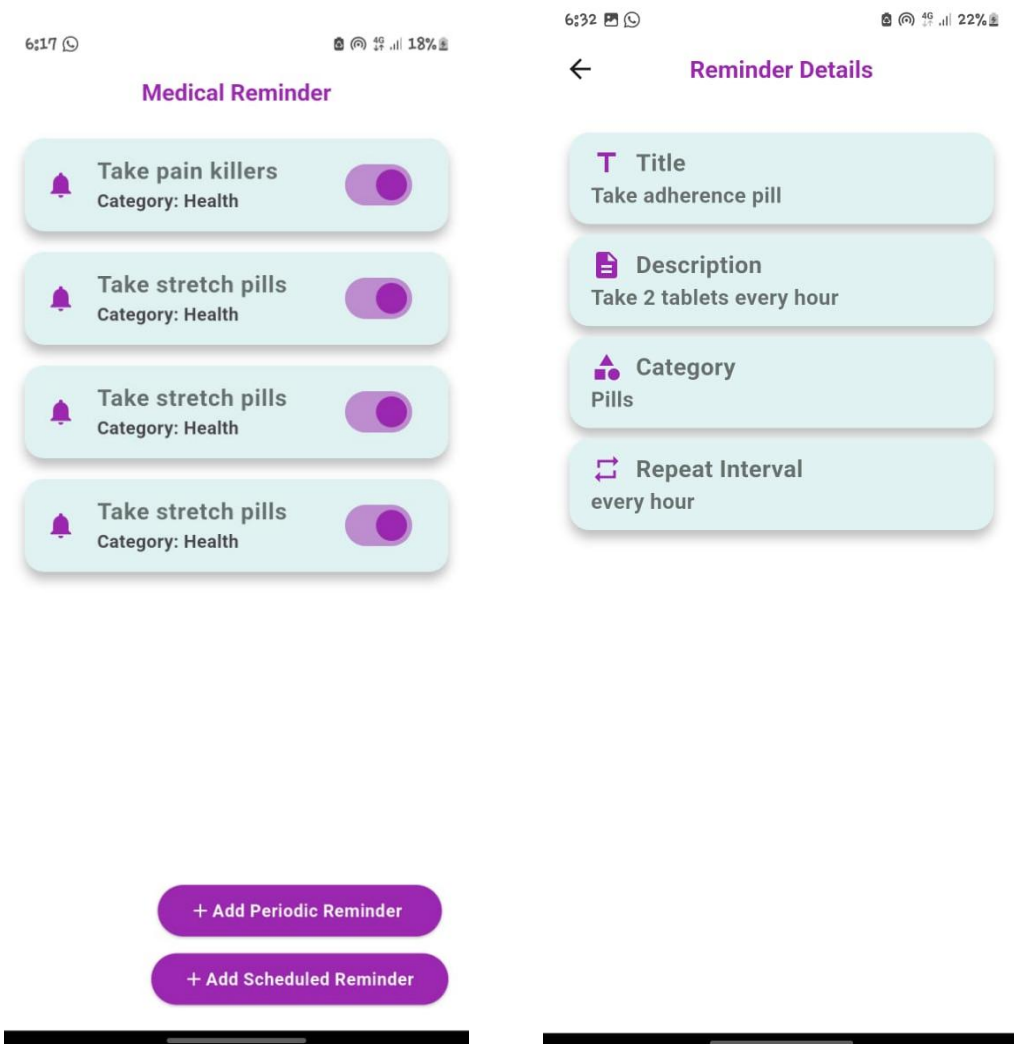 6:17
18%
Medical Reminder
Take pain killers
Category: Health
Take stretch pills
Category: Health
Take stretch pills
Category: Health
Take stretch pills
Category: Health
+ Add Periodic Reminder
+ Add Scheduled Reminder
6:32
4G 22%
Reminder Details
T Title
Take adherence pill
Description
Take 2 tablets every hour
Category
Pills
Repeat Interval
every hour